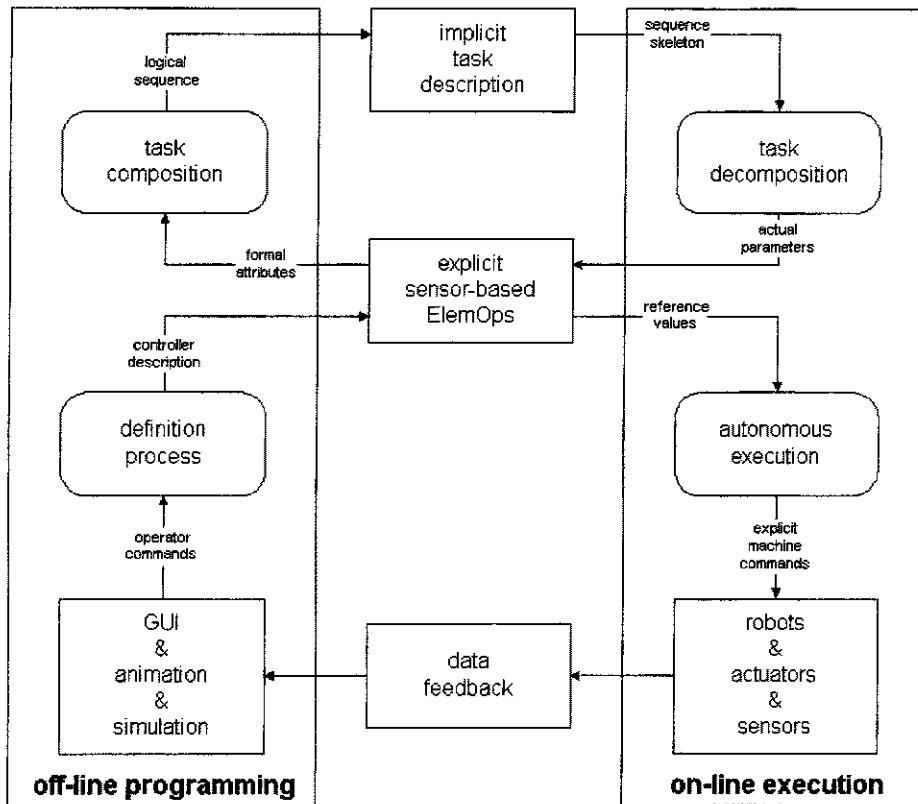 implicit
task
description
sequence
skeleton
logical
sequence
task
composition
task
decomposition
actual
parameters
formal
attributes
explicit
sensor-based
ElemOps
reference
values
controller
description
definition
process
autonomous
execution
operator
commands
explicit
machine
commands
GUI
&
animation
&
simulation
data
feedback
robots
&
actuators
&
sensors
off-line programming
on-line execution